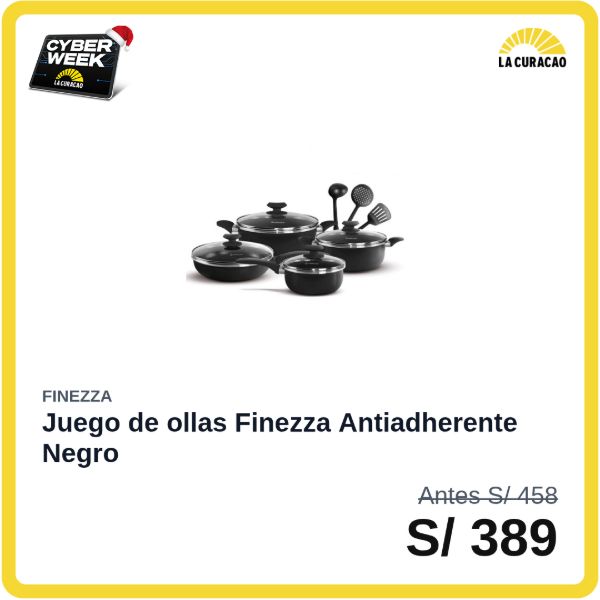 CYBER
WEEK
LA CURACAO
LA CURACAO
FINEZZA
Juego de ollas Finezza Antiadherente
Negro
Antes S/ 458
S/ 389